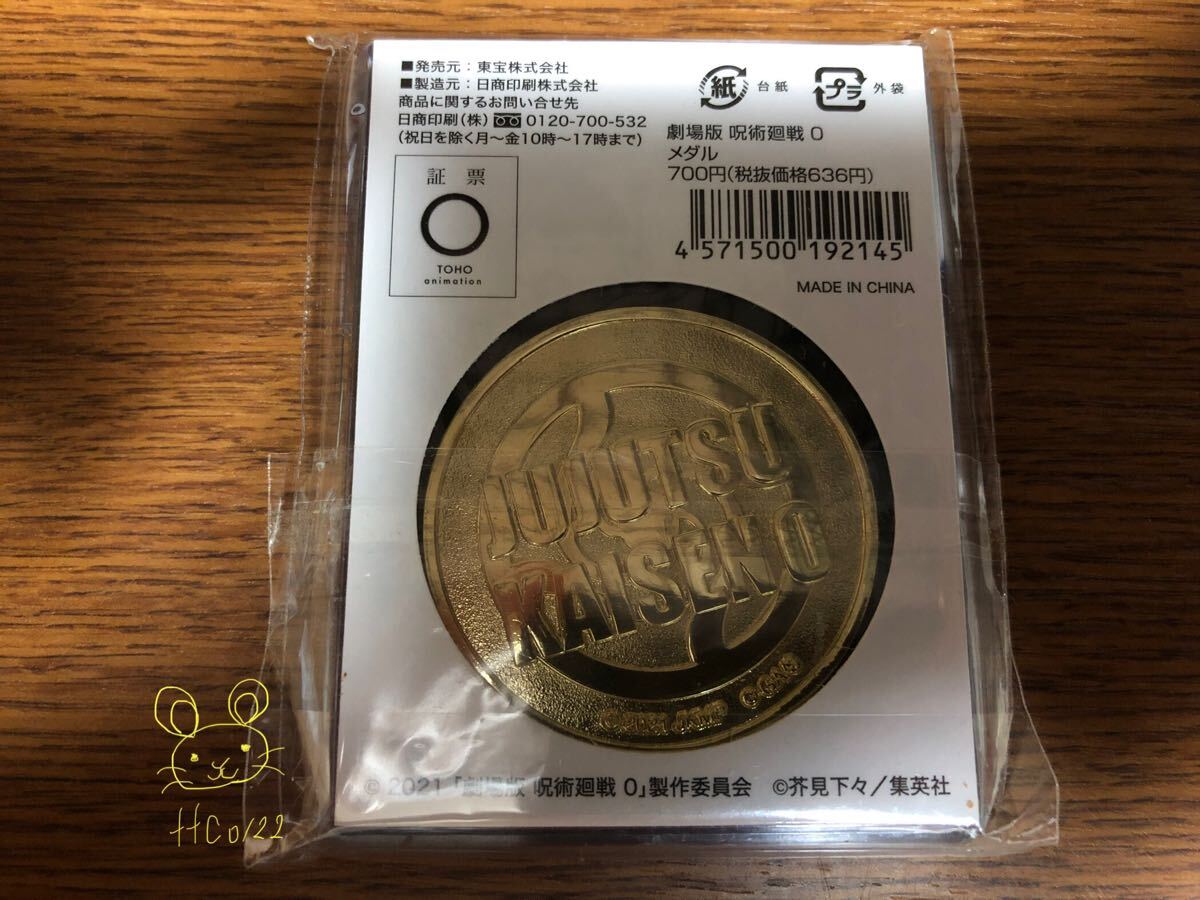 ■発売元：東宝株式会社
■製造元：日商印刷株式会社
商品に関するお問い合せ先
日商印刷(株) 0120-700-532
(祝日を除く月〜金10時〜17時まで)
証 票
TOHO
animation
紙 台紙 プラ 外袋
劇場版 呪術廻戦 0
メダル
700円(税抜価格636円)
4 571500 192145
MADE IN CHINA
JUJUTSU
KAISEN 0
© 2021 「劇場版 呪術廻戦 0」製作委員会 ©芥見下々／集英社
HC0122